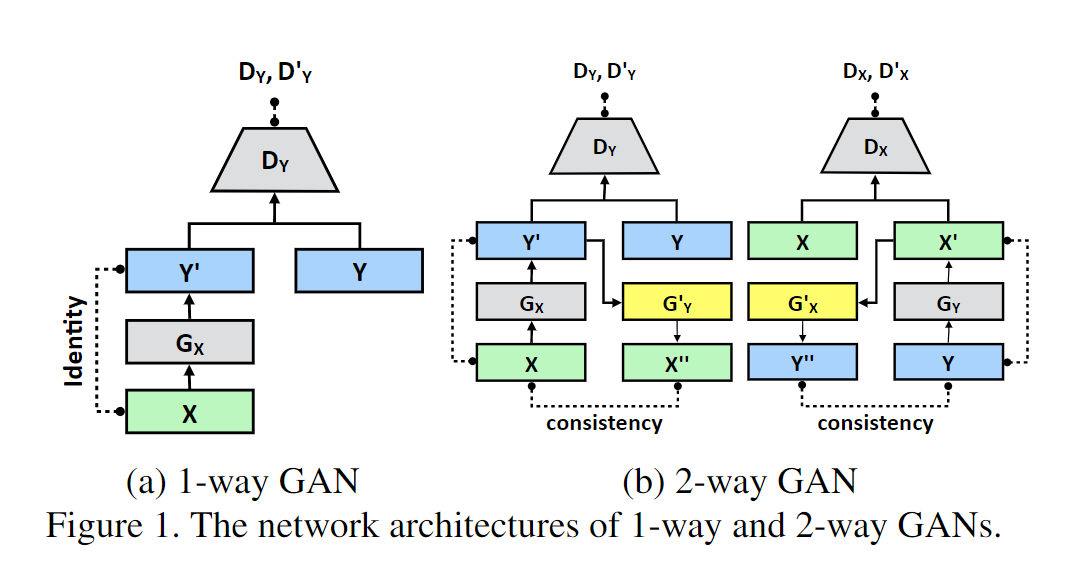 D_Y, D'_Y
D_Y
Y' Y
Identity
G_X
X
(a) 1-way GAN
D_Y, D'_Y D_X, D'_X
D_Y D_X
Y' Y X X'
G_X G'_Y G'_X G_Y
X X'' Y'' Y
consistency consistency
(b) 2-way GAN
Figure 1. The network architectures of 1-way and 2-way GANs.